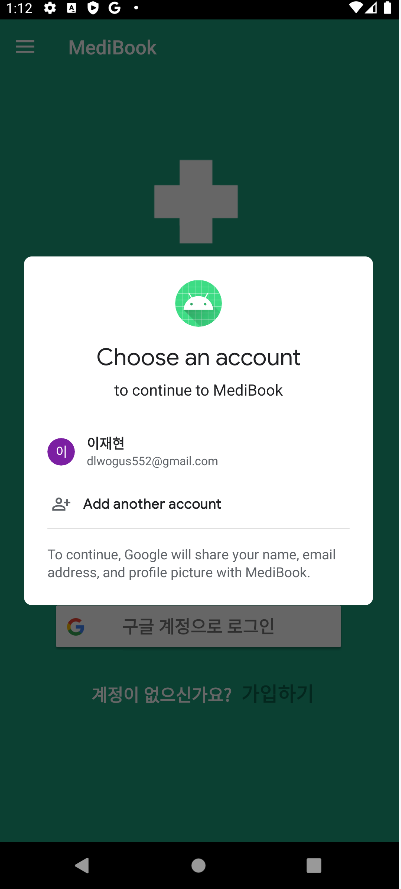 1:12
MediBook
Choose an account
to continue to MediBook
이
이재현
dlwogus552@gmail.com
Add another account
To continue, Google will share your name, email
address, and profile picture with MediBook.
구글 계정으로 로그인
계정이 없으신가요? 가입하기